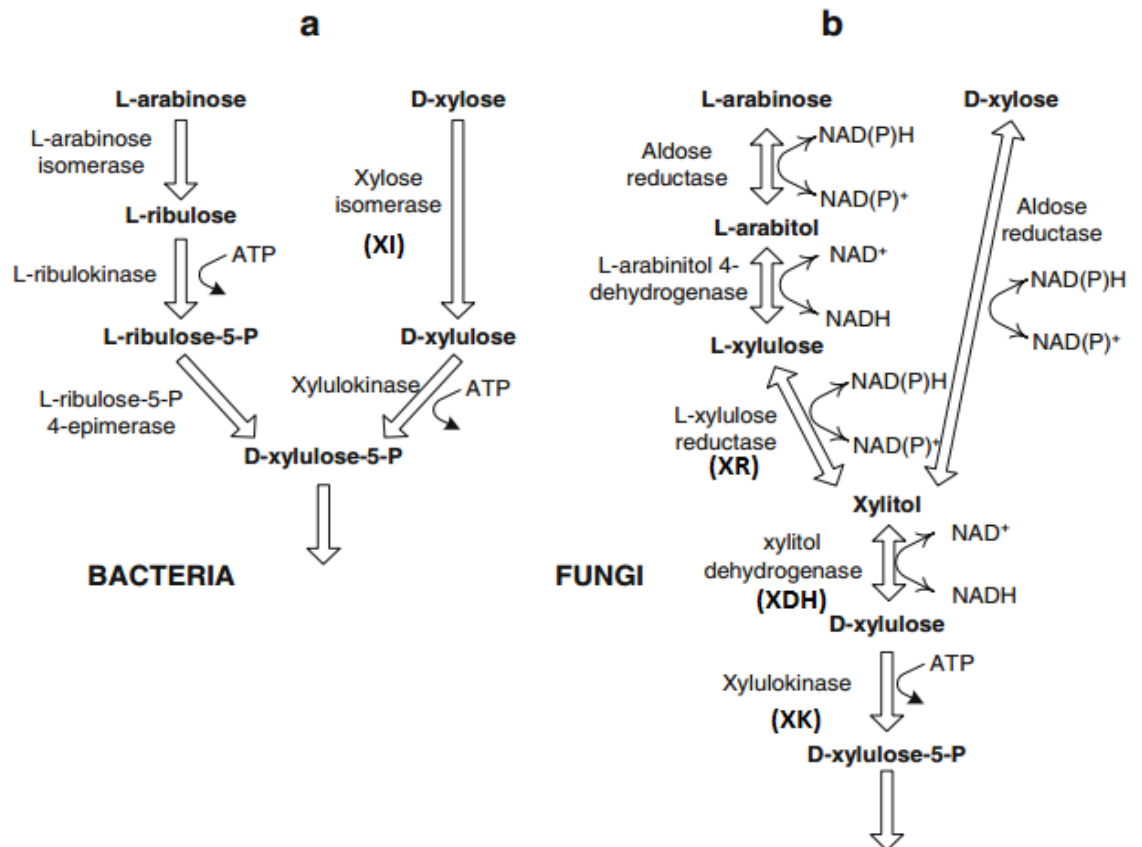 a
L-arabinose
D-xylose
L-arabinose
isomerase
Xylose
isomerase
(XI)
L-ribulose
L-ribulokinase
ATP
L-ribulose-5-P
D-xylulose
L-ribulose-5-P
4-epimerase
Xylulokinase
ATP
D-xylulose-5-P
BACTERIA
b
L-arabinose
D-xylose
Aldose
reductase
NAD(P)H
NAD(P)+
Aldose
reductase
NAD(P)H
NAD(P)+
L-arabitol
L-arabinitol 4-
dehydrogenase
NAD+
NADH
L-xylulose
L-xylulose
reductase
(XR)
NAD(P)H
NAD(P)+
Xylitol
FUNGI
xylitol
dehydrogenase
(XDH)
NAD+
NADH
D-xylulose
Xylulokinase
(XK)
ATP
D-xylulose-5-P